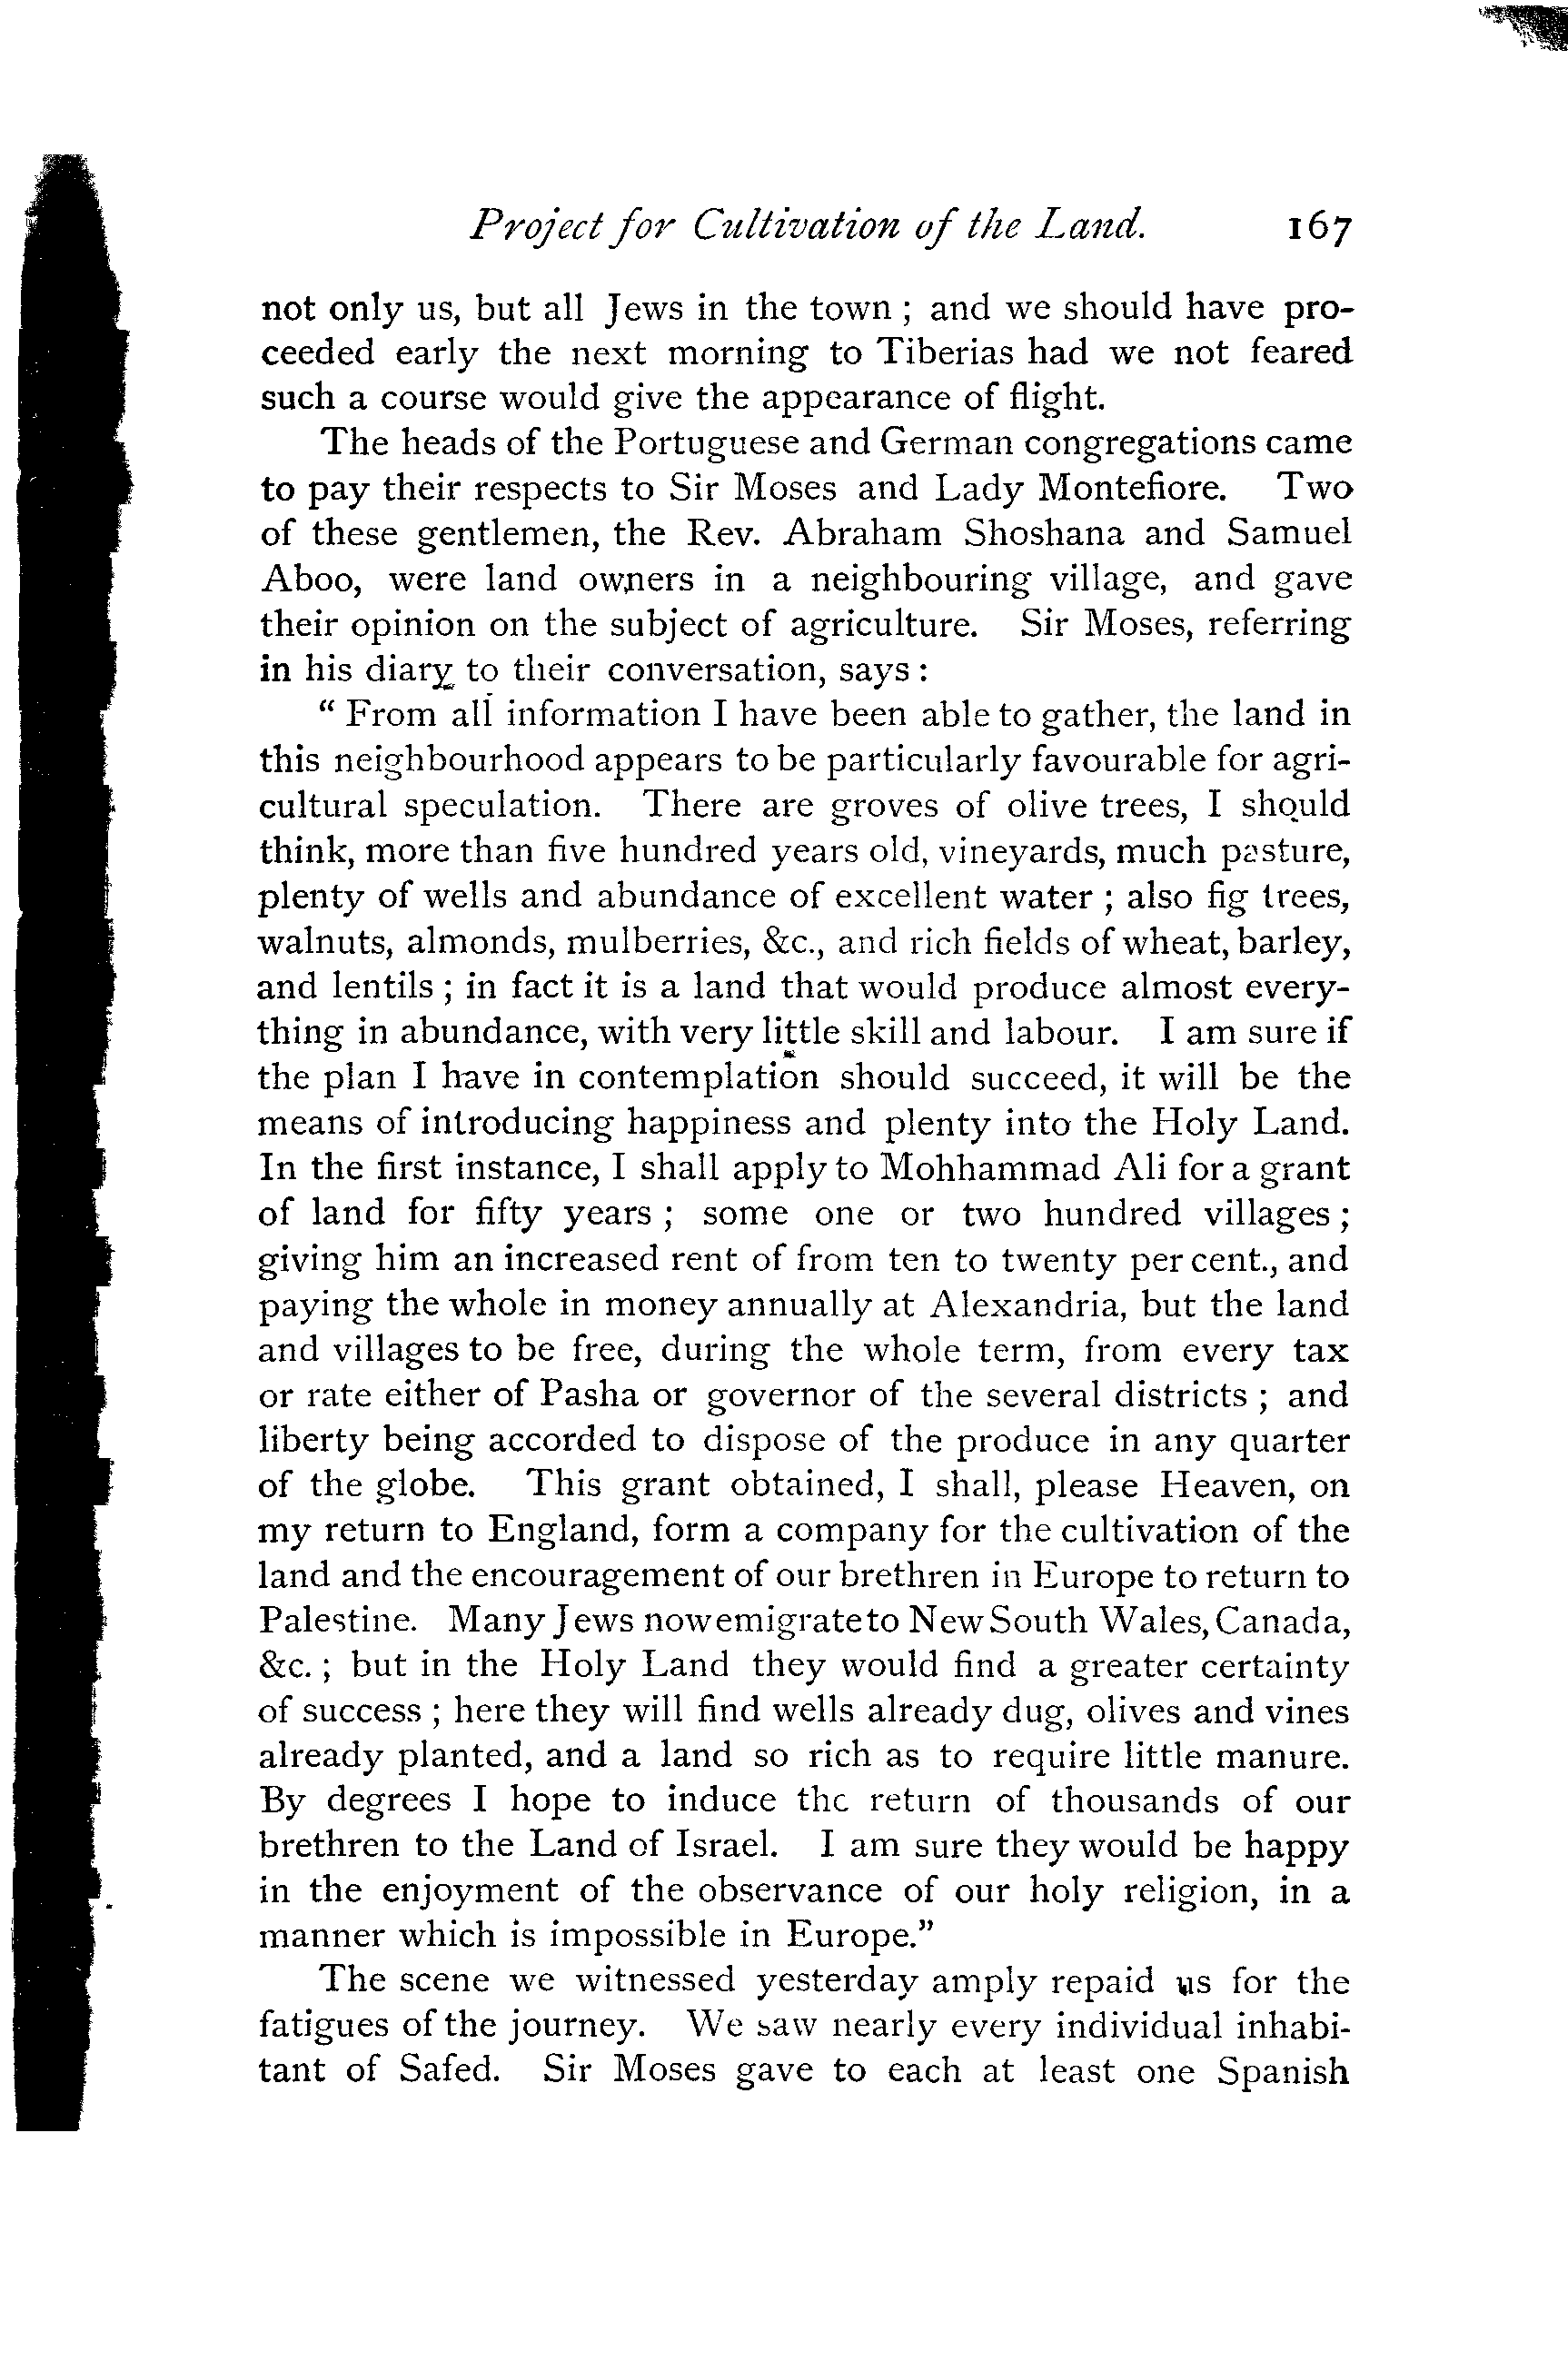 Project for Cultivation of the Land. 167
not only us, but all Jews in the town ; and we should have pro-
ceeded early the next morning to Tiberias had we not feared
such a course would give the appearance of flight.
The heads of the Portuguese and German congregations came
to pay their respects to Sir Moses and Lady Montefiore. Two
of these gentlemen, the Rev. Abraham Shoshana and Samuel
Aboo, were land owners in a neighbouring village, and gave
their opinion on the subject of agriculture. Sir Moses, referring
in his diary to their conversation, says :
“ From all information I have been able to gather, the land in
this neighbourhood appears to be particularly favourable for agri-
cultural speculation. There are groves of olive trees, I should
think, more than five hundred years old, vineyards, much pasture,
plenty of wells and abundance of excellent water ; also fig trees,
walnuts, almonds, mulberries, &c., and rich fields of wheat, barley,
and lentils ; in fact it is a land that would produce almost every-
thing in abundance, with very little skill and labour. I am sure if
the plan I have in contemplation should succeed, it will be the
means of introducing happiness and plenty into the Holy Land.
In the first instance, I shall apply to Mohhammad Ali for a grant
of land for fifty years ; some one or two hundred villages ;
giving him an increased rent of from ten to twenty per cent., and
paying the whole in money annually at Alexandria, but the land
and villages to be free, during the whole term, from every tax
or rate either of Pasha or governor of the several districts ; and
liberty being accorded to dispose of the produce in any quarter
of the globe. This grant obtained, I shall, please Heaven, on
my return to England, form a company for the cultivation of the
land and the encouragement of our brethren in Europe to return to
Palestine. Many Jews now emigrate to New South Wales, Canada,
&c. ; but in the Holy Land they would find a greater certainty
of success ; here they will find wells already dug, olives and vines
already planted, and a land so rich as to require little manure.
By degrees I hope to induce the return of thousands of our
brethren to the Land of Israel. I am sure they would be happy
in the enjoyment of the observance of our holy religion, in a
manner which is impossible in Europe.”
The scene we witnessed yesterday amply repaid us for the
fatigues of the journey. We saw nearly every individual inhabi-
tant of Safed. Sir Moses gave to each at least one Spanish